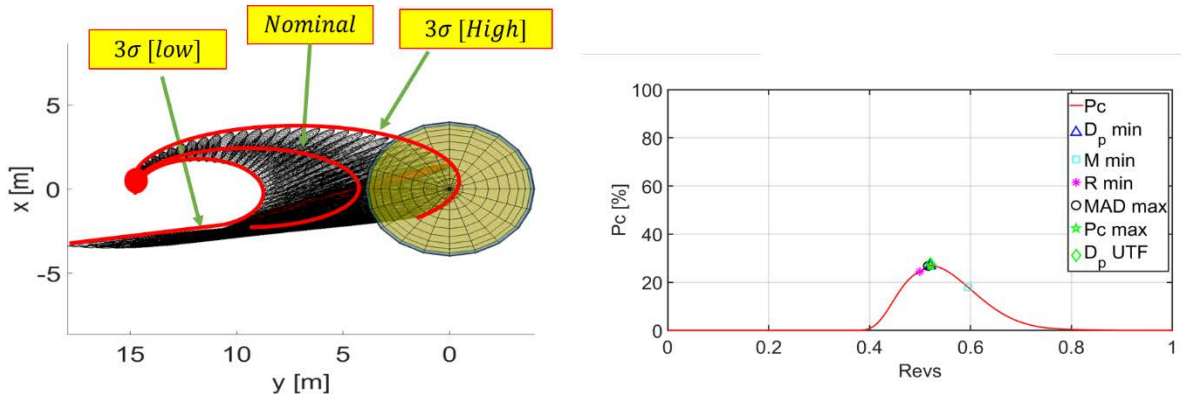 3σ [low]
Nominal
3σ [High]
5
0
-5
x [m]
15
10
5
0
y [m]
100
80
60
40
20
0
Pc [%]
0
0.2
0.4
0.6
0.8
1
Revs
Pc
Dp min
M min
R min
MAD max
Pc max
Dp UTF